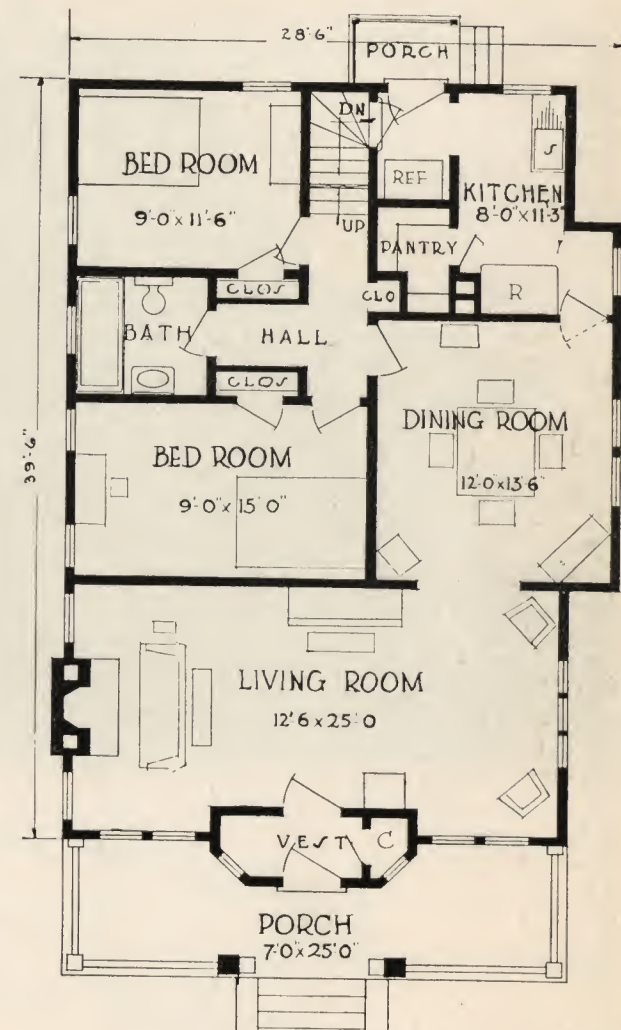 28'-6"
PORCH
DN
BED ROOM
9'-0" x 11'-6"
REF
S
KITCHEN
8'-0" x 11'-3"
UP
PANTRY
CLOS
CLO
R
BATH
HALL
CLOS
DINING ROOM
12'-0" x 13'-6"
39'-6"
BED ROOM
9'-0" x 15'-0"
LIVING ROOM
12'6 x 25'-0
VEST
C
PORCH
7'-0" x 25'-0"